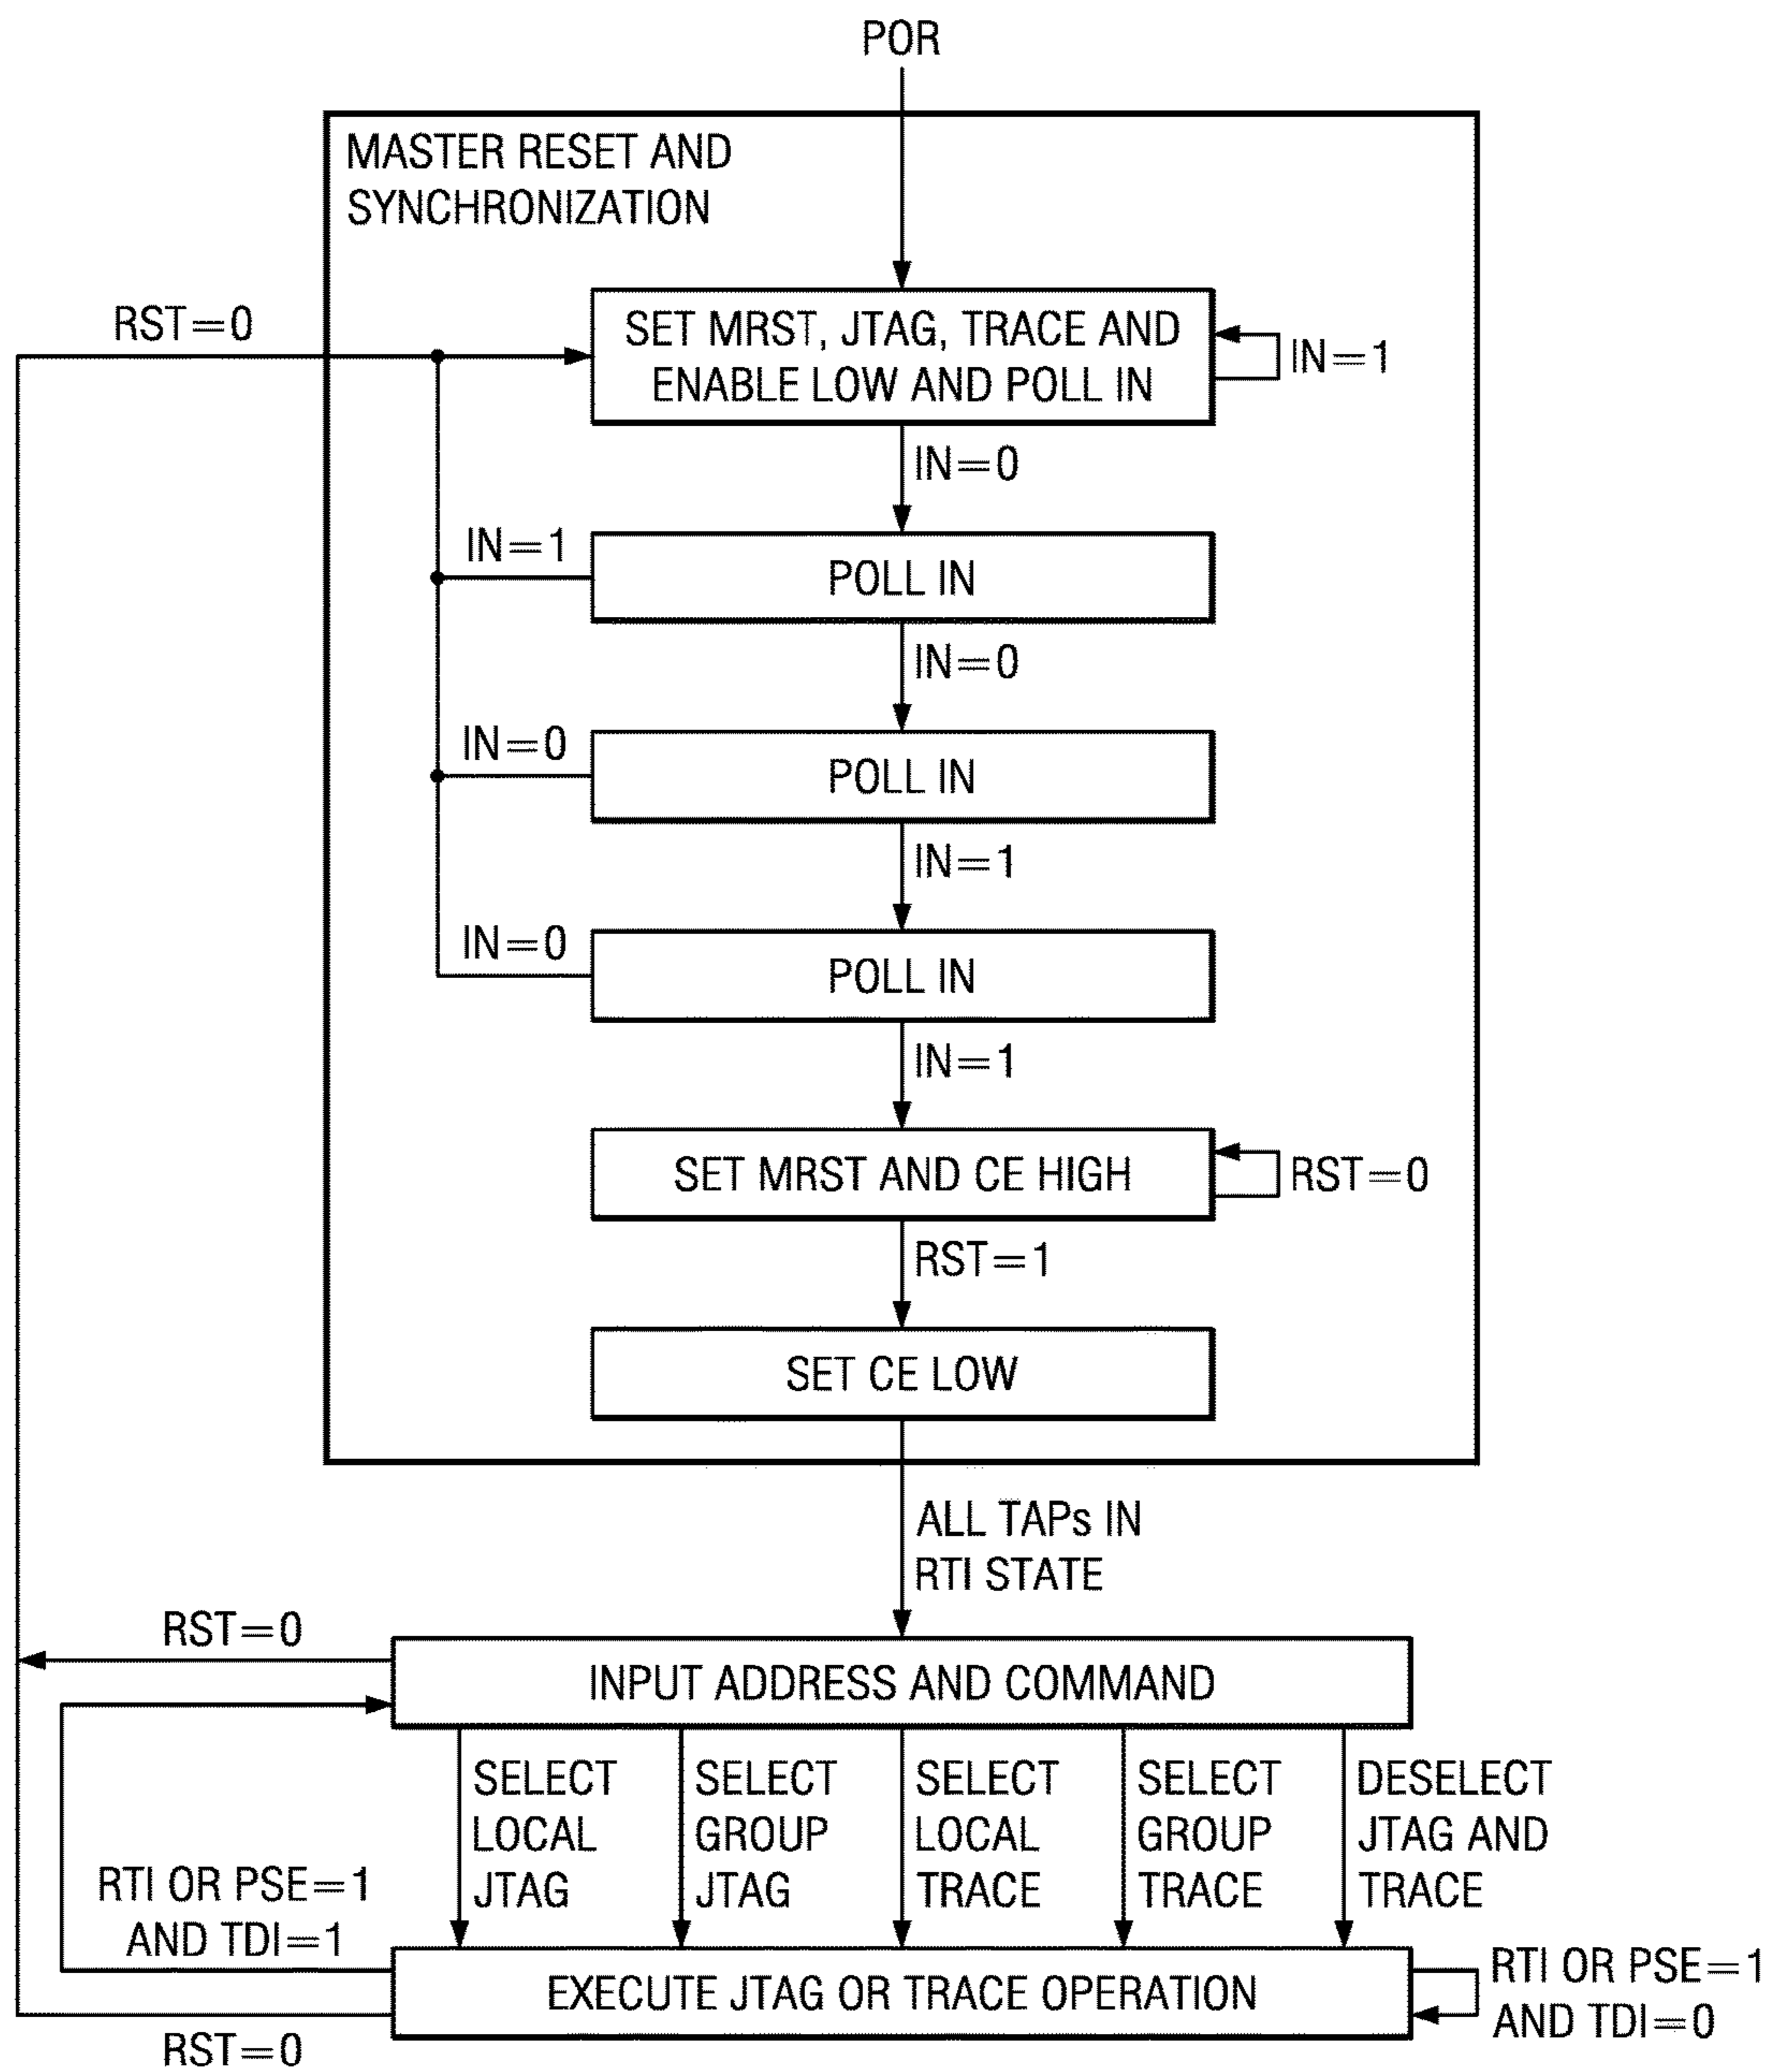 POR
MASTER RESET AND
SYNCHRONIZATION
RST=0
SET MRST, JTAG, TRACE AND
ENABLE LOW AND POLL IN
IN=1
IN=0
IN=1
POLL IN
IN=0
IN=0
POLL IN
IN=1
IN=0
POLL IN
IN=1
SET MRST AND CE HIGH
RST=0
RST=1
SET CE LOW
ALL TAPs IN
RTI STATE
RST=0
INPUT ADDRESS AND COMMAND
SELECT
LOCAL
JTAG
SELECT
GROUP
JTAG
SELECT
LOCAL
TRACE
SELECT
GROUP
TRACE
DESELECT
JTAG AND
TRACE
RTI OR PSE=1
AND TDI=1
EXECUTE JTAG OR TRACE OPERATION
RTI OR PSE=1
AND TDI=0
RST=0